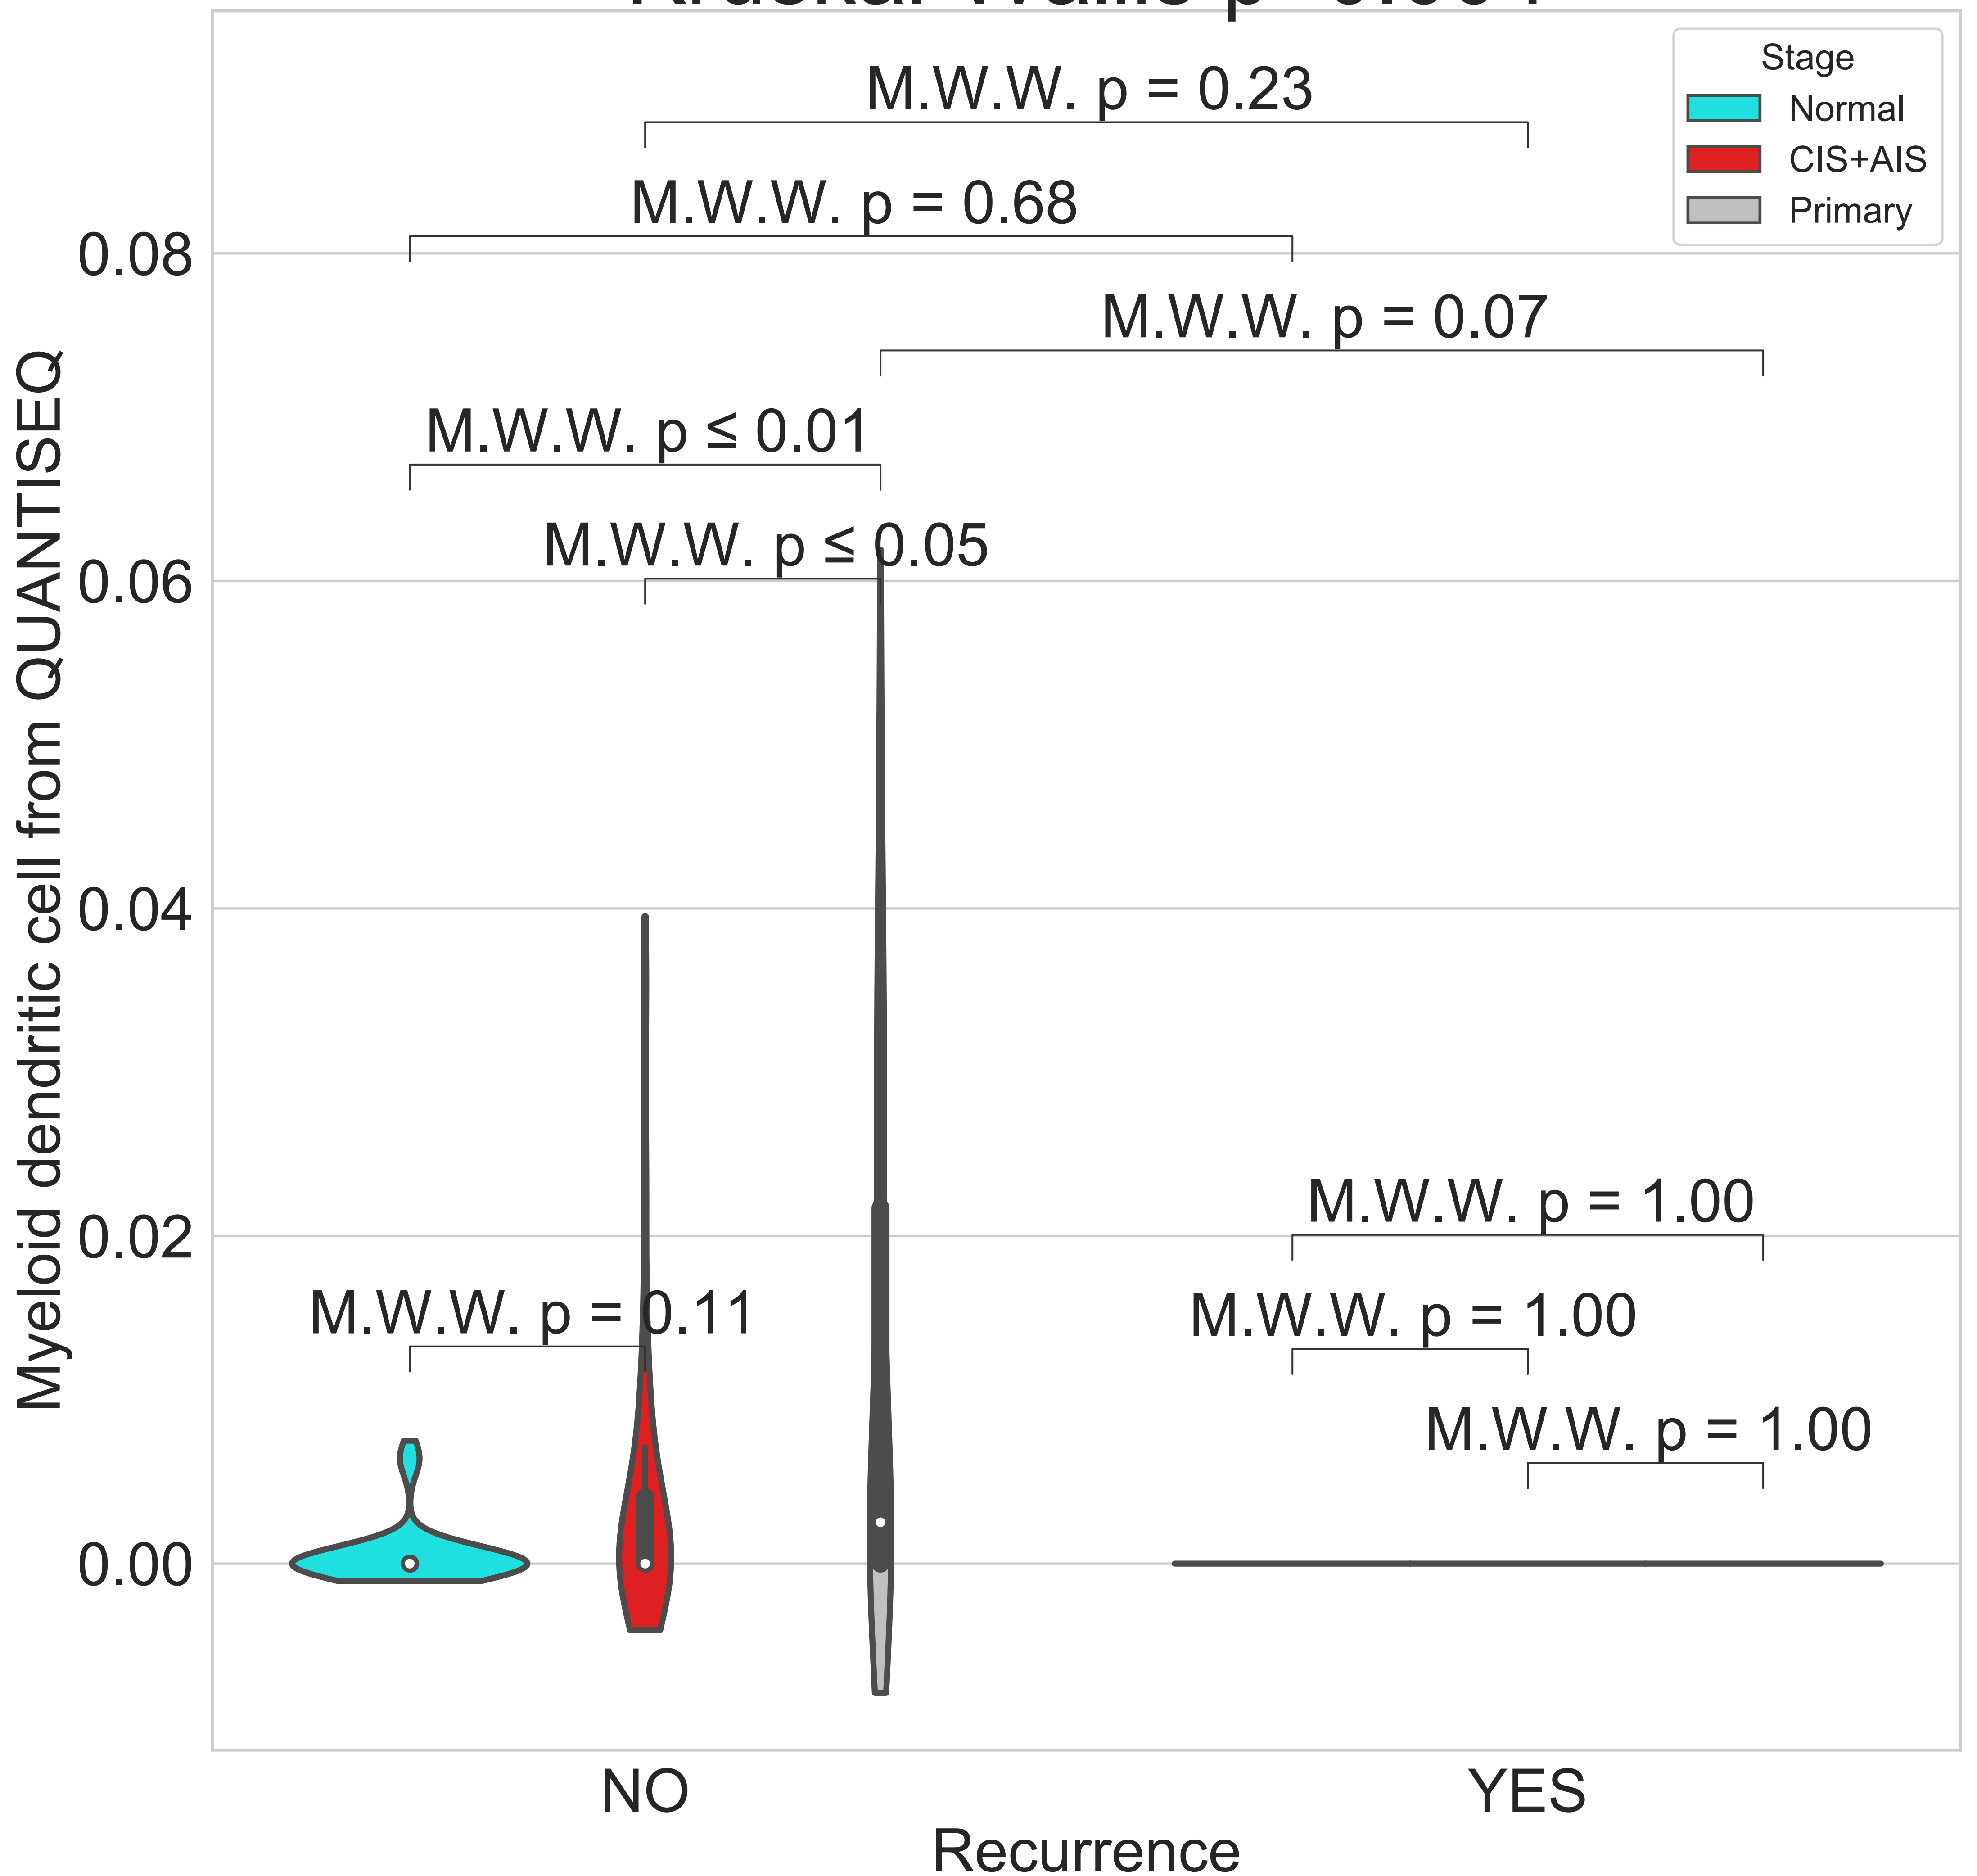 Stage
Normal
CIS+AIS
Primary
M.W.W. p = 0.23
M.W.W. p = 0.68
M.W.W. p = 0.07
M.W.W. p ≤ 0.01
M.W.W. p ≤ 0.05
M.W.W. p = 1.00
M.W.W. p = 0.11
M.W.W. p = 1.00
M.W.W. p = 1.00
0.08
0.06
0.04
0.02
0.00
Myeloid dendritic cell from QUANTISEQ
NO
YES
Recurrence